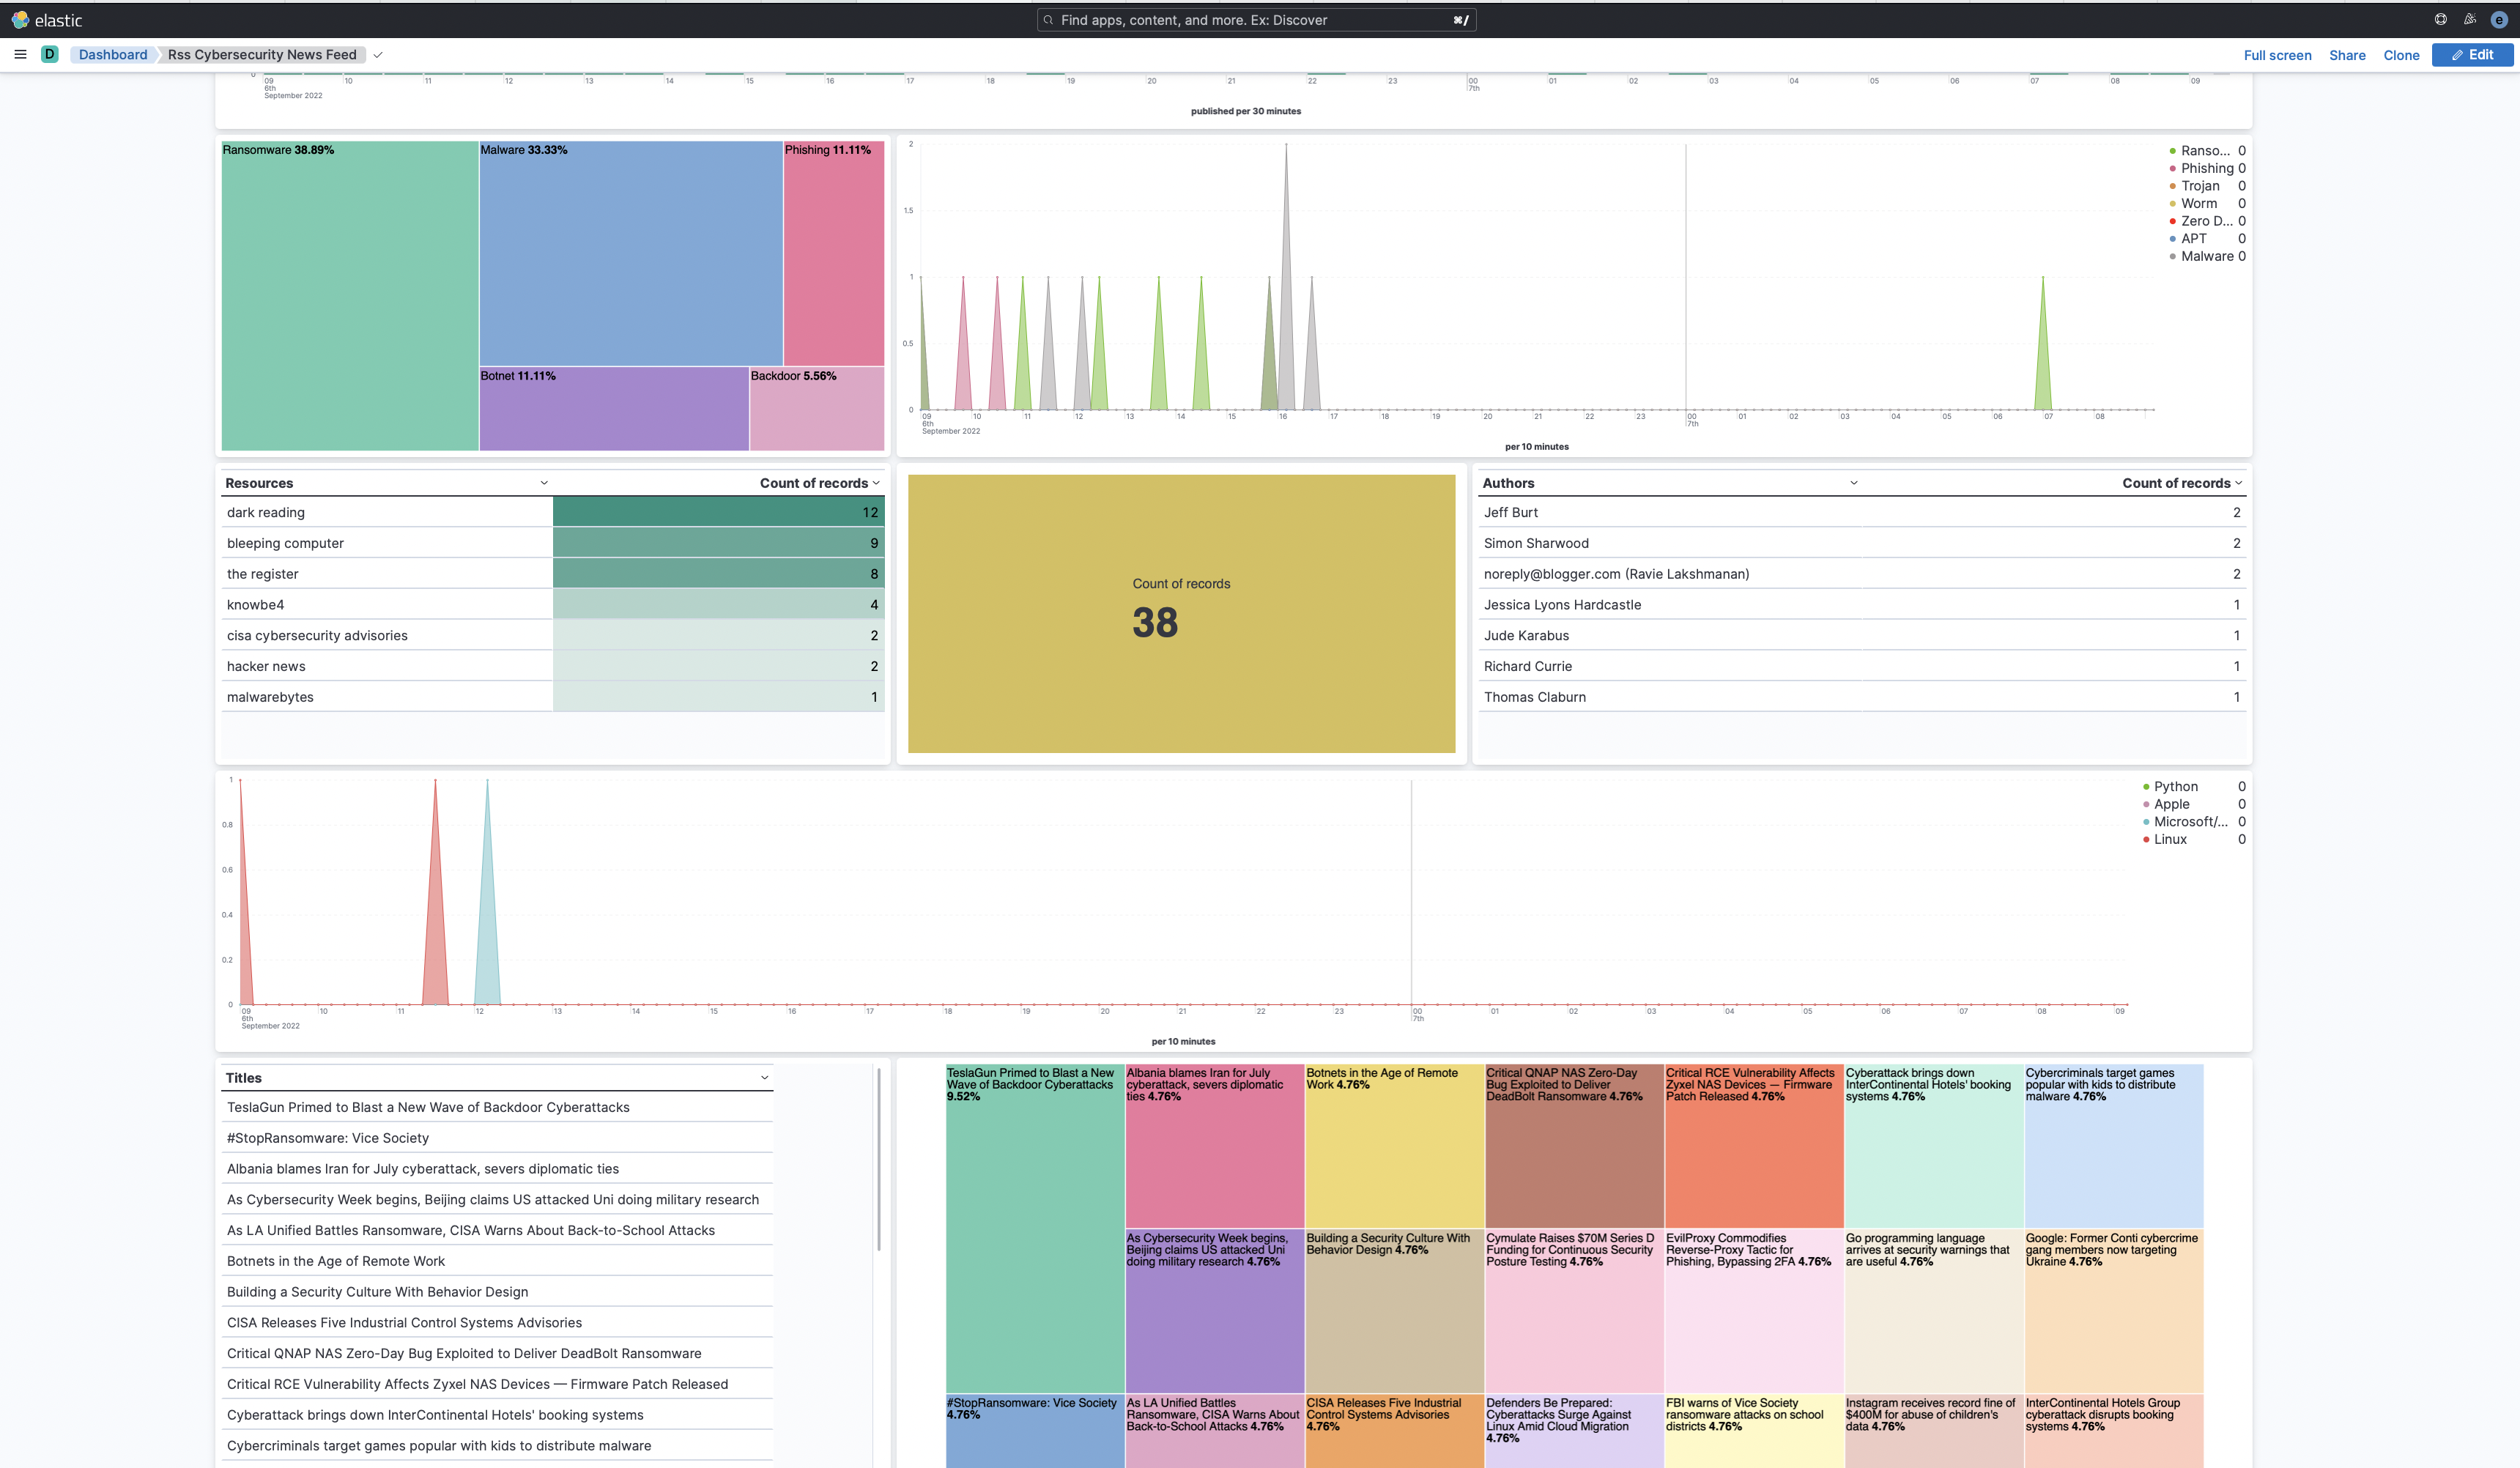 elastic
Find apps, content, and more. Ex: Discover
⌘/
e
D
Dashboard
Rss Cybersecurity News Feed
Full screen
Share
Clone
Edit
0
09 10 11 12 13 14 15 16 17 18 19 20 21 22 23 00 01 02 03 04 05 06 07 08 09
6th
7th
September 2022
published per 30 minutes
Ransomware 38.89%
Malware 33.33%
Phishing 11.11%
Botnet 11.11%
Backdoor 5.56%
2
1.5
1
0.5
0
09 10 11 12 13 14 15 16 17 18 19 20 21 22 23 00 01 02 03 04 05 06 07 08
6th
7th
September 2022
per 10 minutes
Ranso... 0
Phishing 0
Trojan 0
Worm 0
Zero D... 0
APT 0
Malware 0
Resources Count of records
dark reading 12
bleeping computer 9
the register 8
knowbe4 4
cisa cybersecurity advisories 2
hacker news 2
malwarebytes 1
Count of records
38
Authors Count of records
Jeff Burt 2
Simon Sharwood 2
noreply@blogger.com (Ravie Lakshmanan) 2
Jessica Lyons Hardcastle 1
Jude Karabus 1
Richard Currie 1
Thomas Claburn 1
1
0.8
0.6
0.4
0.2
0
09 10 11 12 13 14 15 16 17 18 19 20 21 22 23 00 01 02 03 04 05 06 07 08 09
6th
7th
September 2022
per 10 minutes
Python 0
Apple 0
Microsoft/... 0
Linux 0
Titles
TeslaGun Primed to Blast a New Wave of Backdoor Cyberattacks
#StopRansomware: Vice Society
Albania blames Iran for July cyberattack, severs diplomatic ties
As Cybersecurity Week begins, Beijing claims US attacked Uni doing military research
As LA Unified Battles Ransomware, CISA Warns About Back-to-School Attacks
Botnets in the Age of Remote Work
Building a Security Culture With Behavior Design
CISA Releases Five Industrial Control Systems Advisories
Critical QNAP NAS Zero-Day Bug Exploited to Deliver DeadBolt Ransomware
Critical RCE Vulnerability Affects Zyxel NAS Devices — Firmware Patch Released
Cyberattack brings down InterContinental Hotels' booking systems
Cybercriminals target games popular with kids to distribute malware
TeslaGun Primed to Blast a New
Wave of Backdoor Cyberattacks
9.52%
Albania blames Iran for July
cyberattack, severs diplomatic
ties 4.76%
Botnets in the Age of Remote
Work 4.76%
Critical QNAP NAS Zero-Day
Bug Exploited to Deliver
DeadBolt Ransomware 4.76%
Critical RCE Vulnerability Affects
Zyxel NAS Devices — Firmware
Patch Released 4.76%
Cyberattack brings down
InterContinental Hotels' booking
systems 4.76%
Cybercriminals target games
popular with kids to distribute
malware 4.76%
As Cybersecurity Week begins,
Beijing claims US attacked Uni
doing military research 4.76%
Building a Security Culture With
Behavior Design 4.76%
Cymulate Raises $70M Series D
Funding for Continuous Security
Posture Testing 4.76%
EvilProxy Commodifies
Reverse-Proxy Tactic for
Phishing, Bypassing 2FA 4.76%
Go programming language
arrives at security warnings that
are useful 4.76%
Google: Former Conti cybercrime
gang members now targeting
Ukraine 4.76%
#StopRansomware: Vice Society
4.76%
As LA Unified Battles
Ransomware, CISA Warns About
Back-to-School Attacks 4.76%
CISA Releases Five Industrial
Control Systems Advisories
4.76%
Defenders Be Prepared:
Cyberattacks Surge Against
Linux Amid Cloud Migration
4.76%
FBI warns of Vice Society
ransomware attacks on school
districts 4.76%
Instagram receives record fine of
$400M for abuse of children's
data 4.76%
InterContinental Hotels Group
cyberattack disrupts booking
systems 4.76%